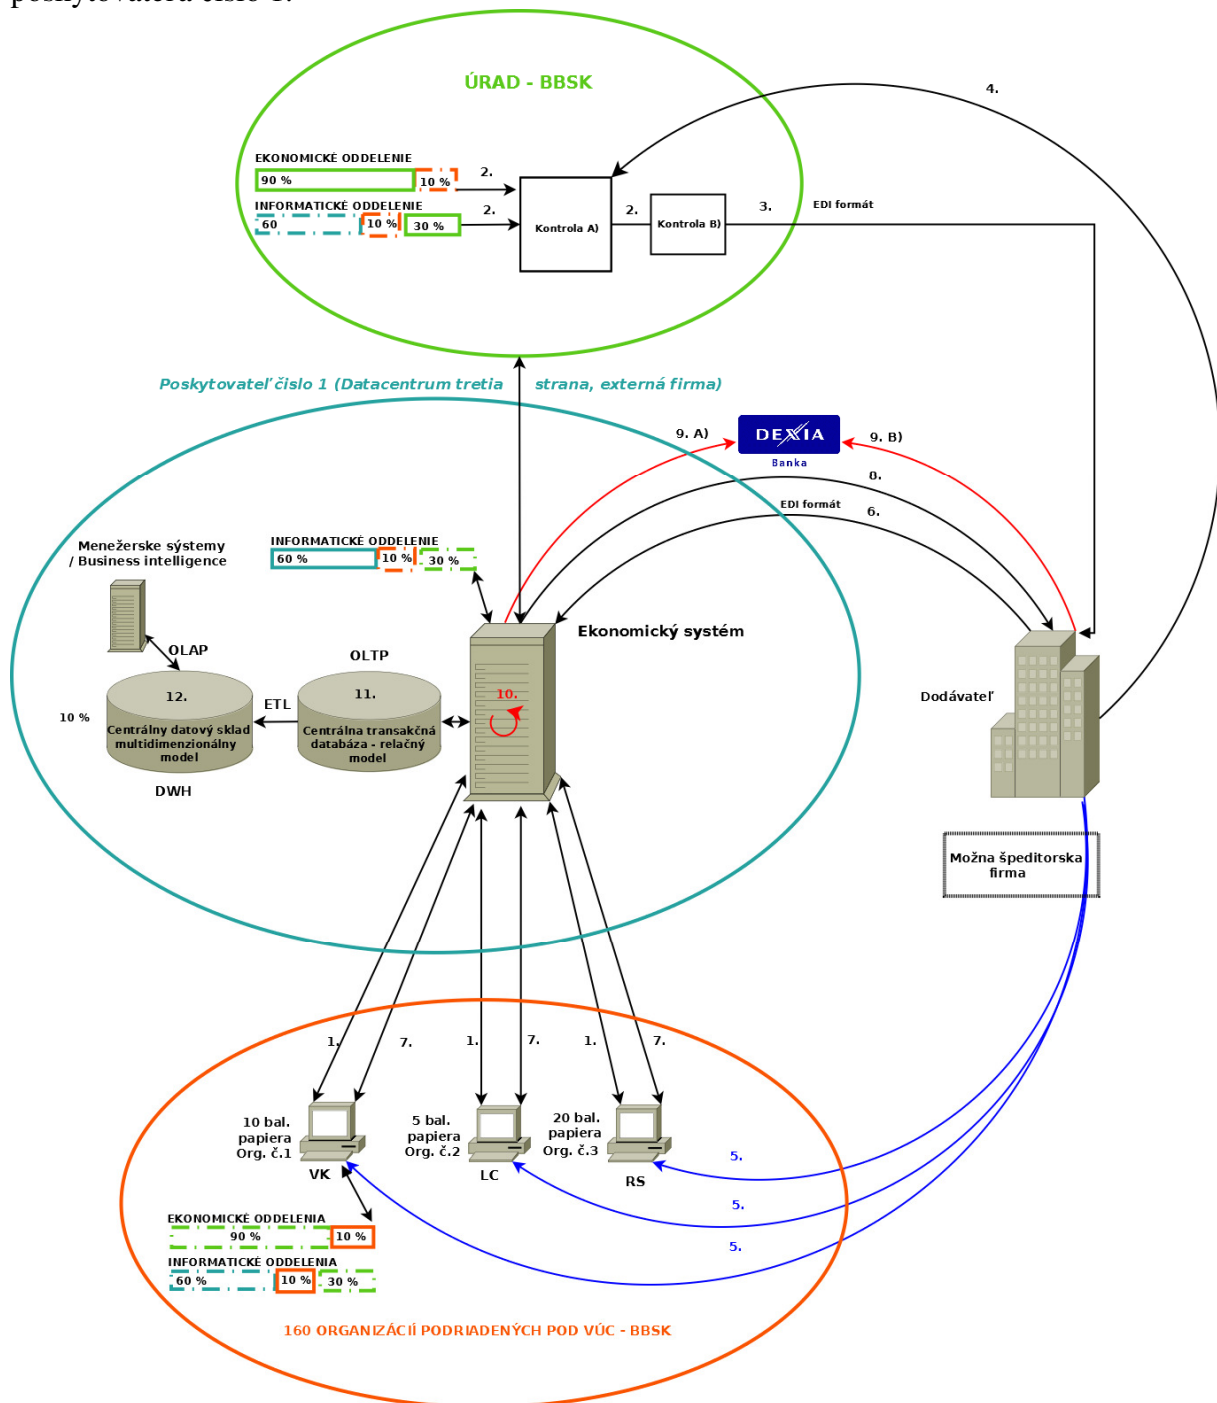 poskytovateľa číslo 1.
ÚRAD - BBSK
4.
EKONOMICKÉ ODDELENIE
90 %
10 %
2.
INFORMATICKÉ ODDELENIE
60
10 %
30 %
2.
Kontrola A)
2.
Kontrola B)
3.
EDI formát
Poskytovateľ čislo 1 (Datacentrum tretia strana, externá firma)
9. A)
DEXIA
Banka
9. B)
8.
EDI formát
6.
INFORMATICKÉ ODDELENIE
60 %
10 %
30 %
Menežerske sýstemy
/ Business intelligence
Ekonomický systém
OLAP
OLTP
12.
11.
10.
ETL
10 %
Centrálny datový sklad
multidimenzionálny
model
Centrálna transakčná
databáza - relačný
model
DWH
Dodávateľ
Možna špeditorska
firma
1.
7.
1.
7.
1.
7.
10 bal.
papiera
Org. č.1
5 bal.
papiera
Org. č.2
20 bal.
papiera
Org. č.3
VK
LC
RS
5.
5.
5.
EKONOMICKÉ ODDELENIA
90 %
10 %
INFORMATICKÉ ODDELENIA
60 %
10 %
30 %
160 ORGANIZÁCIÍ PODRIADENÝCH POD VÚC - BBSK